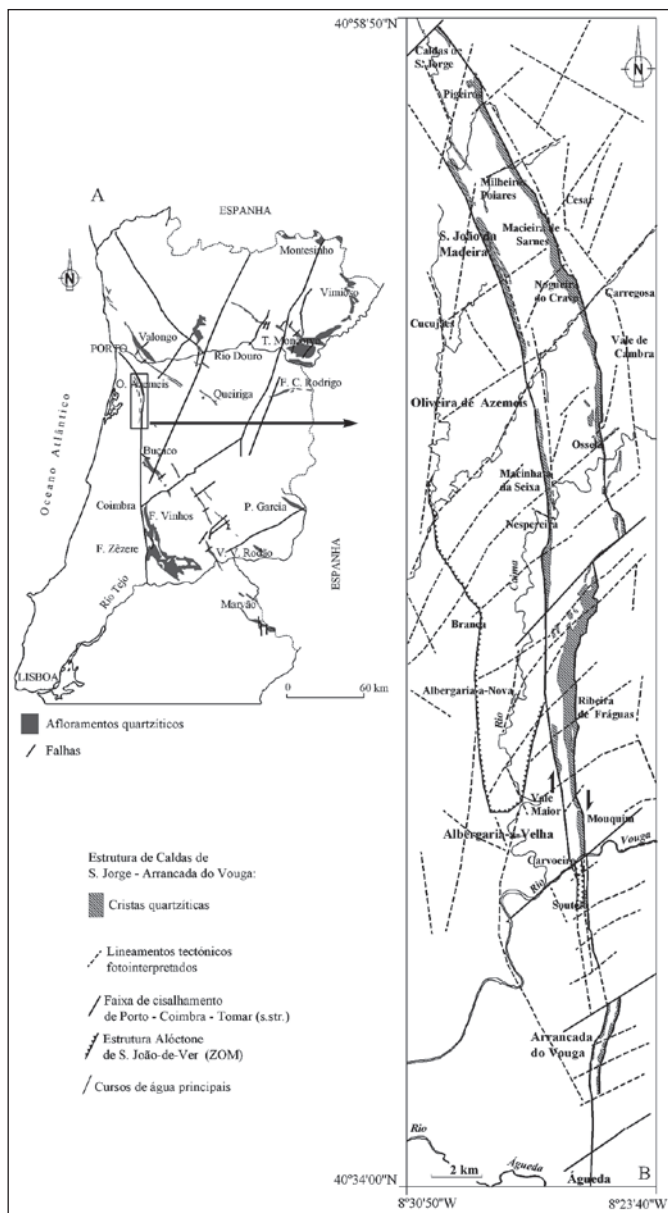 A
ESPANHA
N
Montesinho
Vimioso
Valongo
PORTO
Rio Douro
O. Azemeis
Queiriga
F. C. Rodrigo
Oceano Atlântico
Buçaco
Coimbra
F. Vinhos
P. Garcia
F. Zêzere
V. V. Rodão
ESPANHA
Rio Tejo
Marvão
LISBOA
0 60 km
Afloramentos quartzíticos
Falhas
Estrutura de Caldas de
S. Jorge - Arrancada do Vouga:
Cristas quartzíticas
Lineamentos tectónicos
fotointerpretados
Faixa de cisalhamento
de Porto - Coimbra - Tomar (s.str.)
Estrutura Alóctone
de S. João-de-Ver (ZOM)
Cursos de água principais
40°58'50"N
N
Caldas de
S. Jorge
Pigeiros
Milheirós
Poiares
Cesar
S. João da
Madeira
Macieira de
Sarnes
Nogueira
do Cravo
Carregosa
Cucujães
Vale de
Cambra
Oliveira de Azemeis
Ossela
Macinhata
da Seixa
Nespereira
Caima
Branca
Albergaria-a-Nova
Rio
Ribeira
de Fráguas
Vale
Maior
Mouquim
Albergaria-a-Velha
Vouga
Carvoeiro
Rio
Souto
Arrancada
do Vouga
Rio
Águeda
2 km
Águeda
B
40°34'00"N
8°30'50"W
8°23'40"W